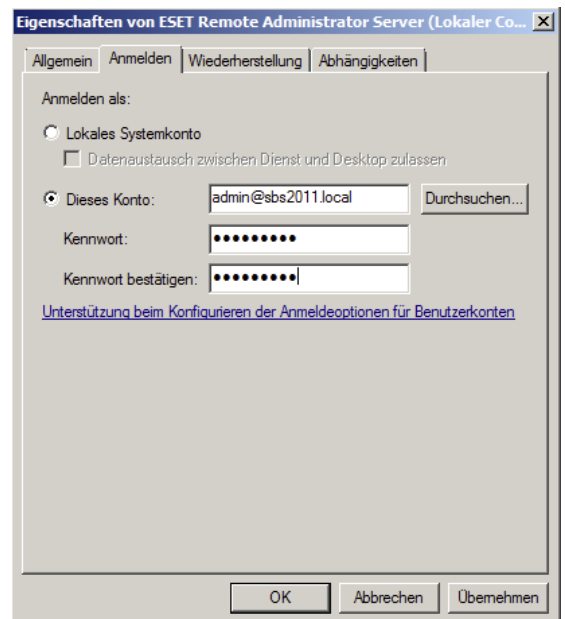 Eigenschaften von ESET Remote Administrator Server (Lokaler Co...
Allgemein Anmelden Wiederherstellung Abhängigkeiten
Anmelden als:
Lokales Systemkonto
Datenaustausch zwischen Dienst und Desktop zulassen
Dieses Konto: admin@sbs2011.local Durchsuchen...
Kennwort: •••••••••
Kennwort bestätigen: •••••••••
Unterstützung beim Konfigurieren der Anmeldeoptionen für Benutzerkonten
OK Abbrechen Übernehmen